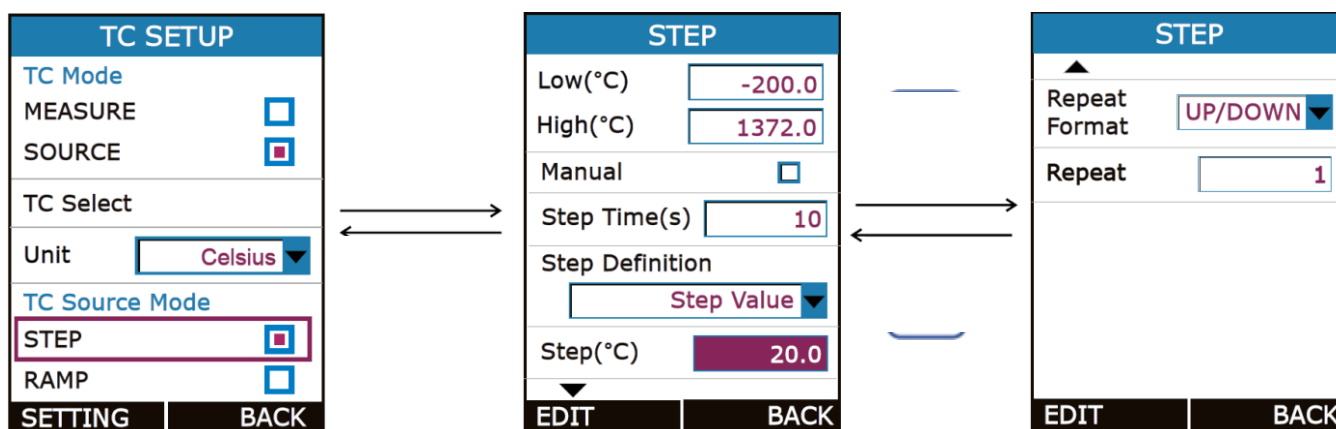 TC SETUP
TC Mode
MEASURE
SOURCE
TC Select
Unit Celsius
TC Source Mode
STEP
RAMP
SETTING BACK
STEP
Low(°C) -200.0
High(°C) 1372.0
Manual
Step Time(s) 10
Step Definition
Step Value
Step(°C) 20.0
EDIT BACK
STEP
Repeat
Format UP/DOWN
Repeat 1
EDIT BACK